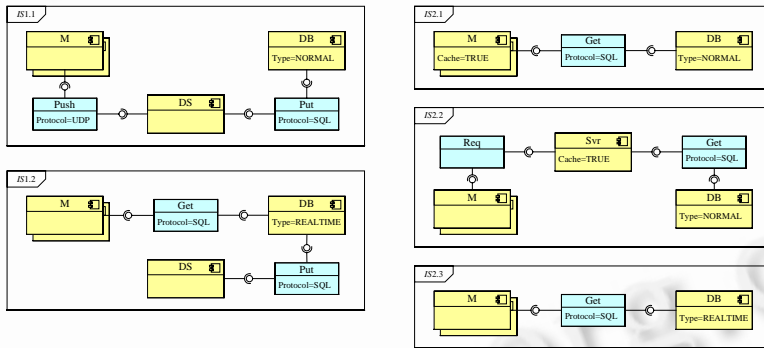 IS1.1
M
DB
Type=NORMAL
Push
Protocol=UDP
DS
Put
Protocol=SQL
IS1.2
M
Get
Protocol=SQL
DB
Type=REALTIME
DS
Put
Protocol=SQL
IS2.1
M
Cache=TRUE
Get
Protocol=SQL
DB
Type=NORMAL
IS2.2
Req
Svr
Cache=TRUE
Get
Protocol=SQL
M
DB
Type=NORMAL
IS2.3
M
Get
Protocol=SQL
DB
Type=REALTIME